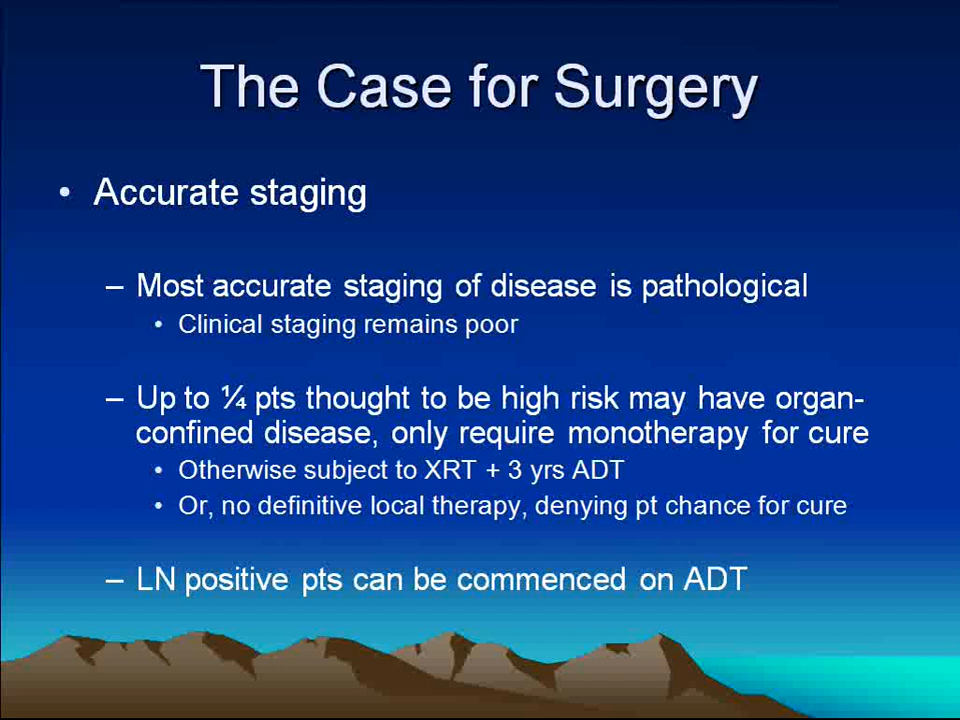 The Case for Surgery
• Accurate staging
– Most accurate staging of disease is pathological
• Clinical staging remains poor
– Up to ¼ pts thought to be high risk may have organ-
confined disease, only require monotherapy for cure
• Otherwise subject to XRT + 3 yrs ADT
• Or, no definitive local therapy, denying pt chance for cure
– LN positive pts can be commenced on ADT